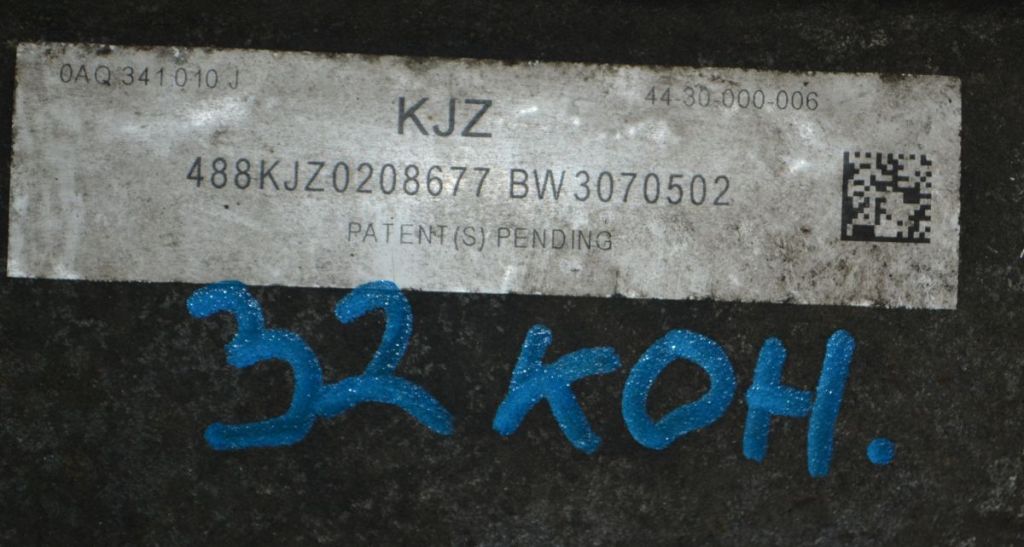 0AQ 341 010 J
44-30-000-006
KJZ
488KJZ0208677 BW3070502
PATENT(S) PENDING
32 КОН.